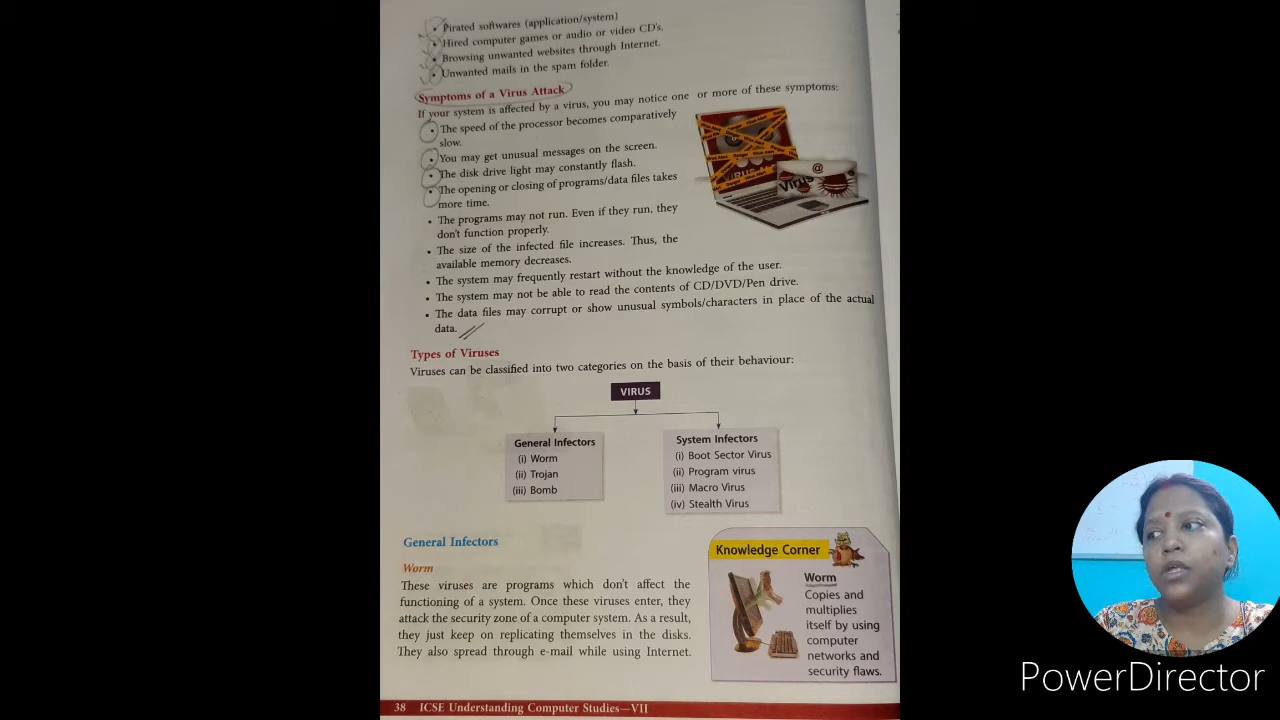 • Pirated softwares (application/system)
• Hired computer games or audio or video CD's.
• Browsing unwanted websites through Internet.
• Unwanted mails in the spam folder.
Symptoms of a Virus Attack
If your system is affected by a virus, you may notice one or more of these symptoms:
• The speed of the processor becomes comparatively
slow.
• You may get unusual messages on the screen.
• The disk drive light may constantly flash.
• The opening or closing of programs/data files takes
more time.
• The programs may not run. Even if they run, they
don't function properly.
• The size of the infected file increases. Thus, the
available memory decreases.
• The system may frequently restart without the knowledge of the user.
• The system may not be able to read the contents of CD/DVD/Pen drive.
• The data files may corrupt or show unusual symbols/characters in place of the actual
data.
@
Virus
Types of Viruses
Viruses can be classified into two categories on the basis of their behaviour:
VIRUS
General Infectors
(i) Worm
(ii) Trojan
(iii) Bomb
System Infectors
(i) Boot Sector Virus
(ii) Program virus
(iii) Macro Virus
(iv) Stealth Virus
General Infectors
Worm
These viruses are programs which don't affect the
functioning of a system. Once these viruses enter, they
attack the security zone of a computer system. As a result,
they just keep on replicating themselves in the disks.
They also spread through e-mail while using Internet.
Knowledge Corner
Worm
Copies and
multiplies
itself by using
computer
networks and
security flaws.
38 ICSE Understanding Computer Studies—VII
PowerDirector